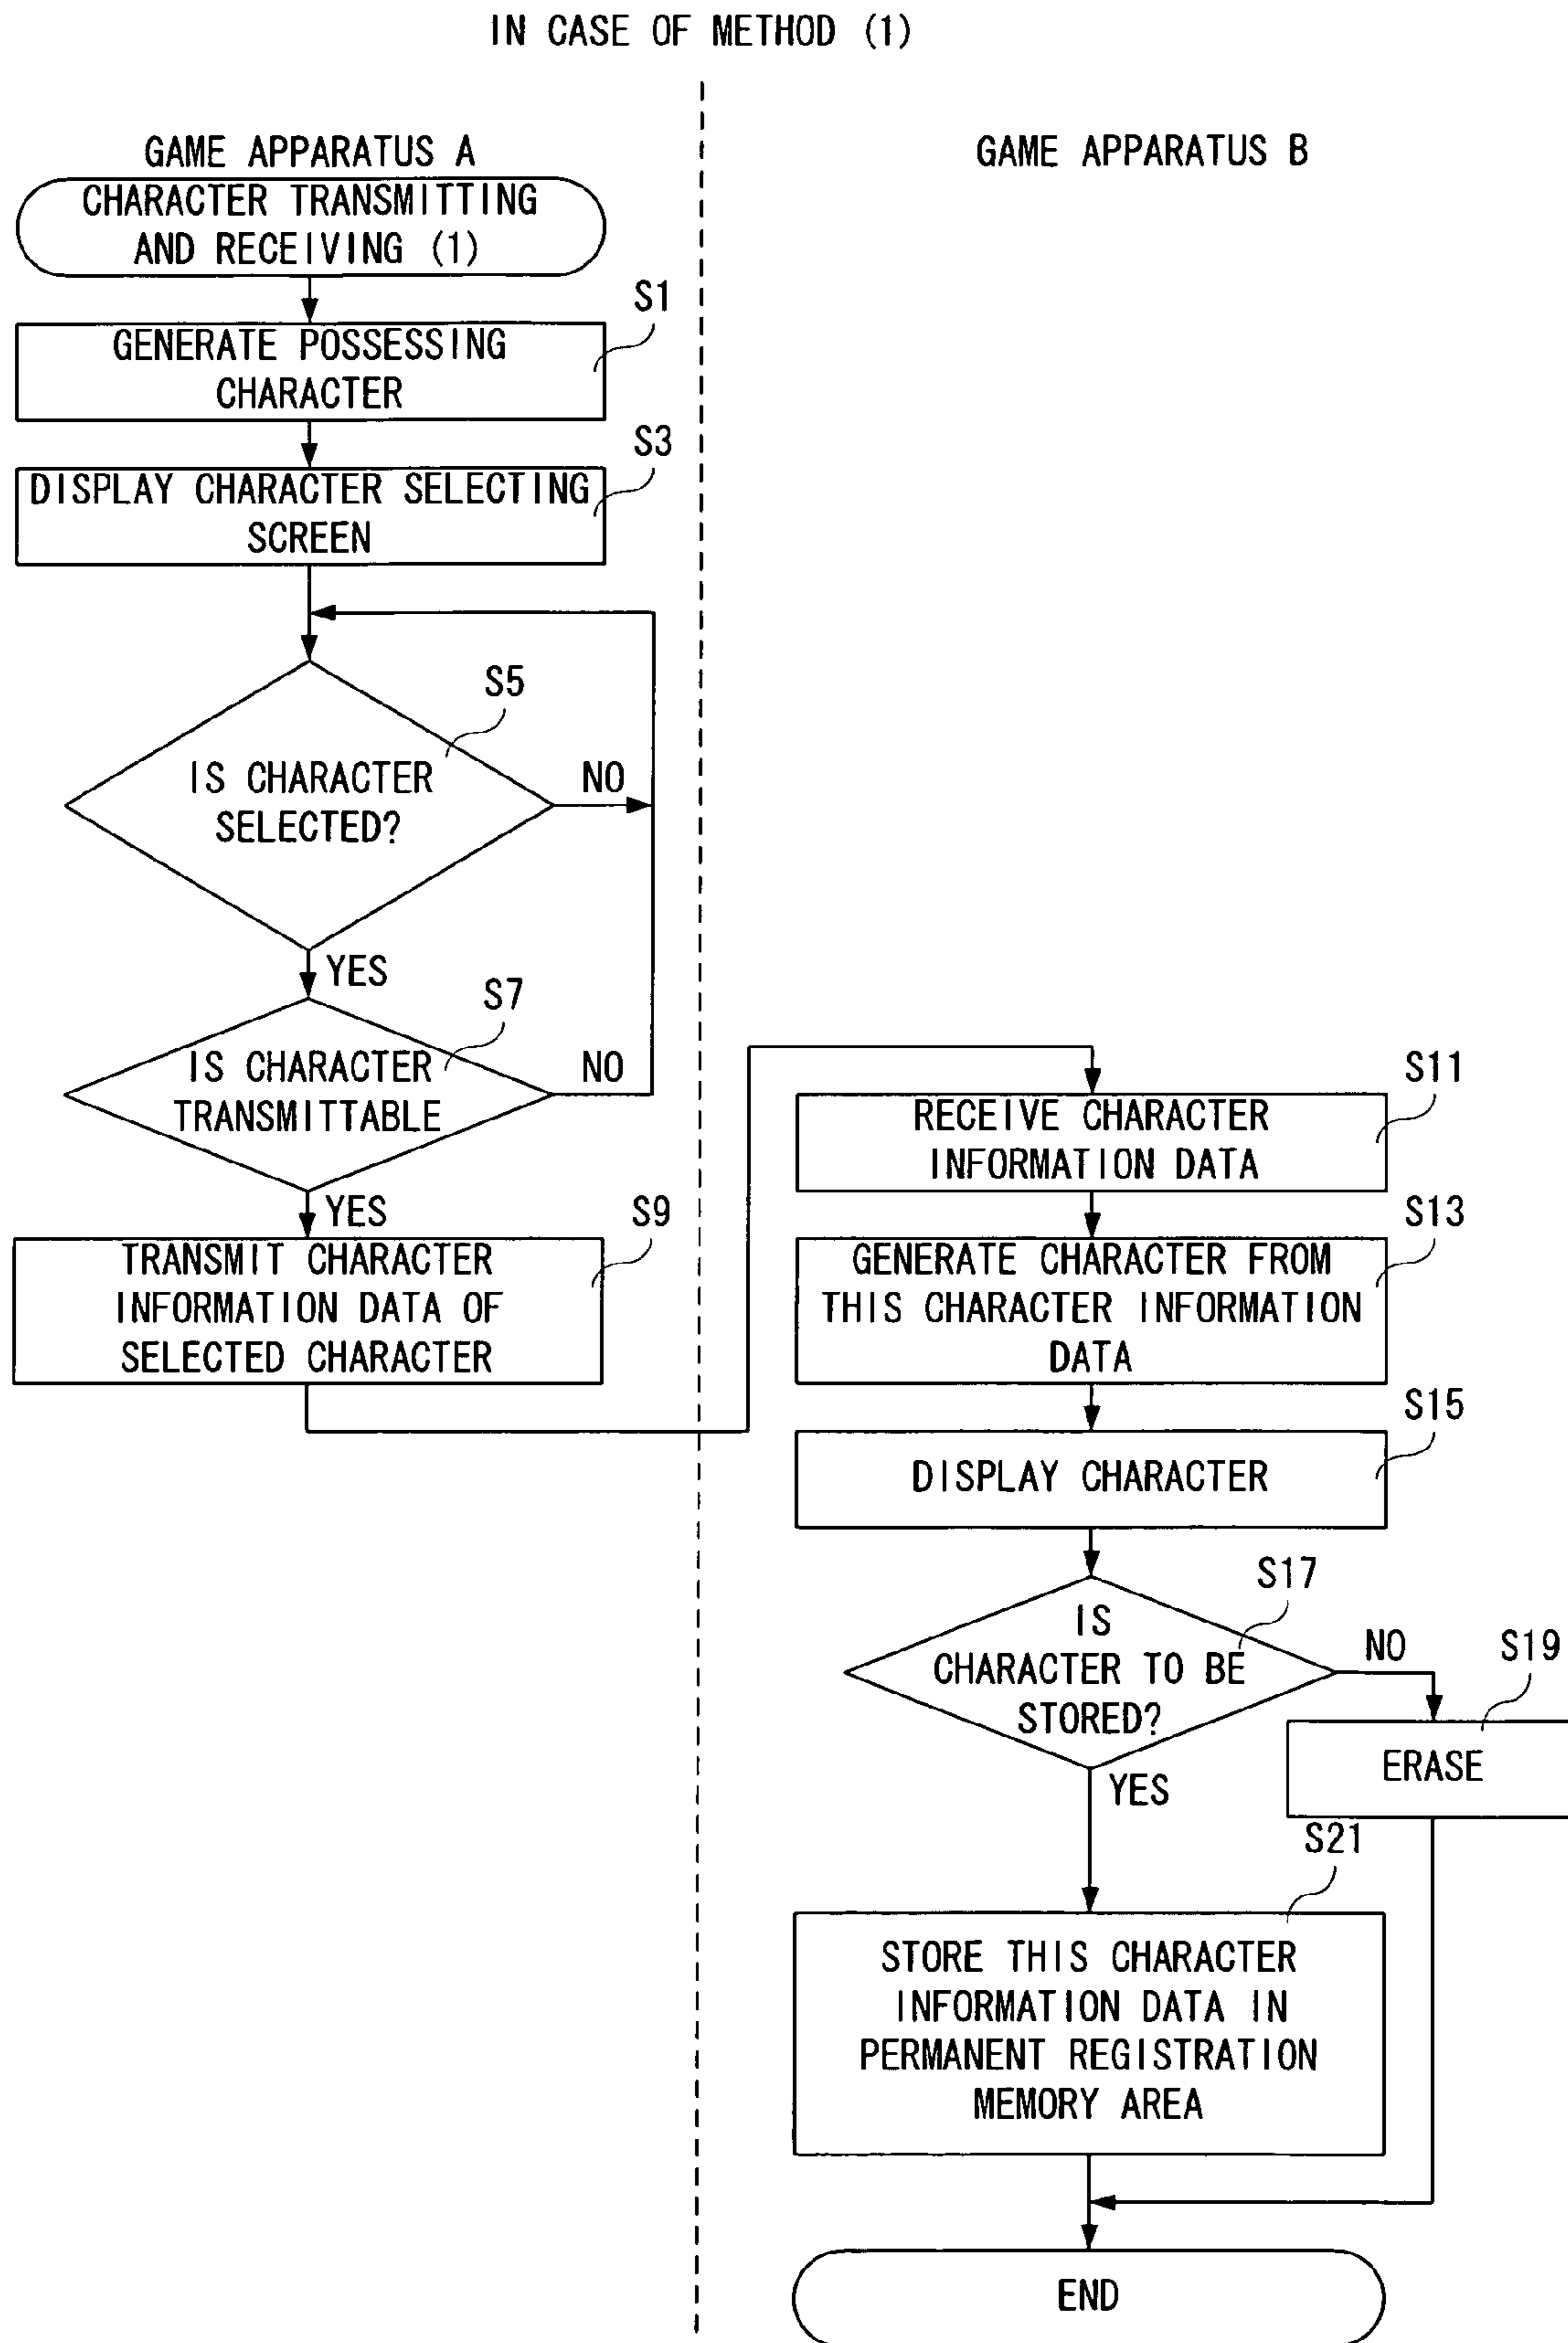 IN CASE OF METHOD (1)
GAME APPARATUS A
CHARACTER TRANSMITTING
AND RECEIVING (1)
S1
GENERATE POSSESSING
CHARACTER
S3
DISPLAY CHARACTER SELECTING
SCREEN
S5
IS CHARACTER
SELECTED?
NO
YES
S7
IS CHARACTER
TRANSMITTABLE
NO
YES
S9
TRANSMIT CHARACTER
INFORMATION DATA OF
SELECTED CHARACTER
GAME APPARATUS B
S11
RECEIVE CHARACTER
INFORMATION DATA
S13
GENERATE CHARACTER FROM
THIS CHARACTER INFORMATION
DATA
S15
DISPLAY CHARACTER
S17
IS
CHARACTER TO BE
STORED?
NO
S19
ERASE
YES
S21
STORE THIS CHARACTER
INFORMATION DATA IN
PERMANENT REGISTRATION
MEMORY AREA
END